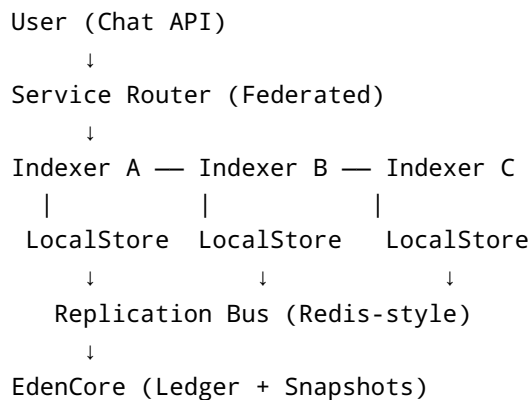 User (Chat API)
↓
Service Router (Federated)
↓
Indexer A —— Indexer B —— Indexer C
| | |
LocalStore LocalStore LocalStore
↓ ↓ ↓
Replication Bus (Redis-style)
↓
EdenCore (Ledger + Snapshots)